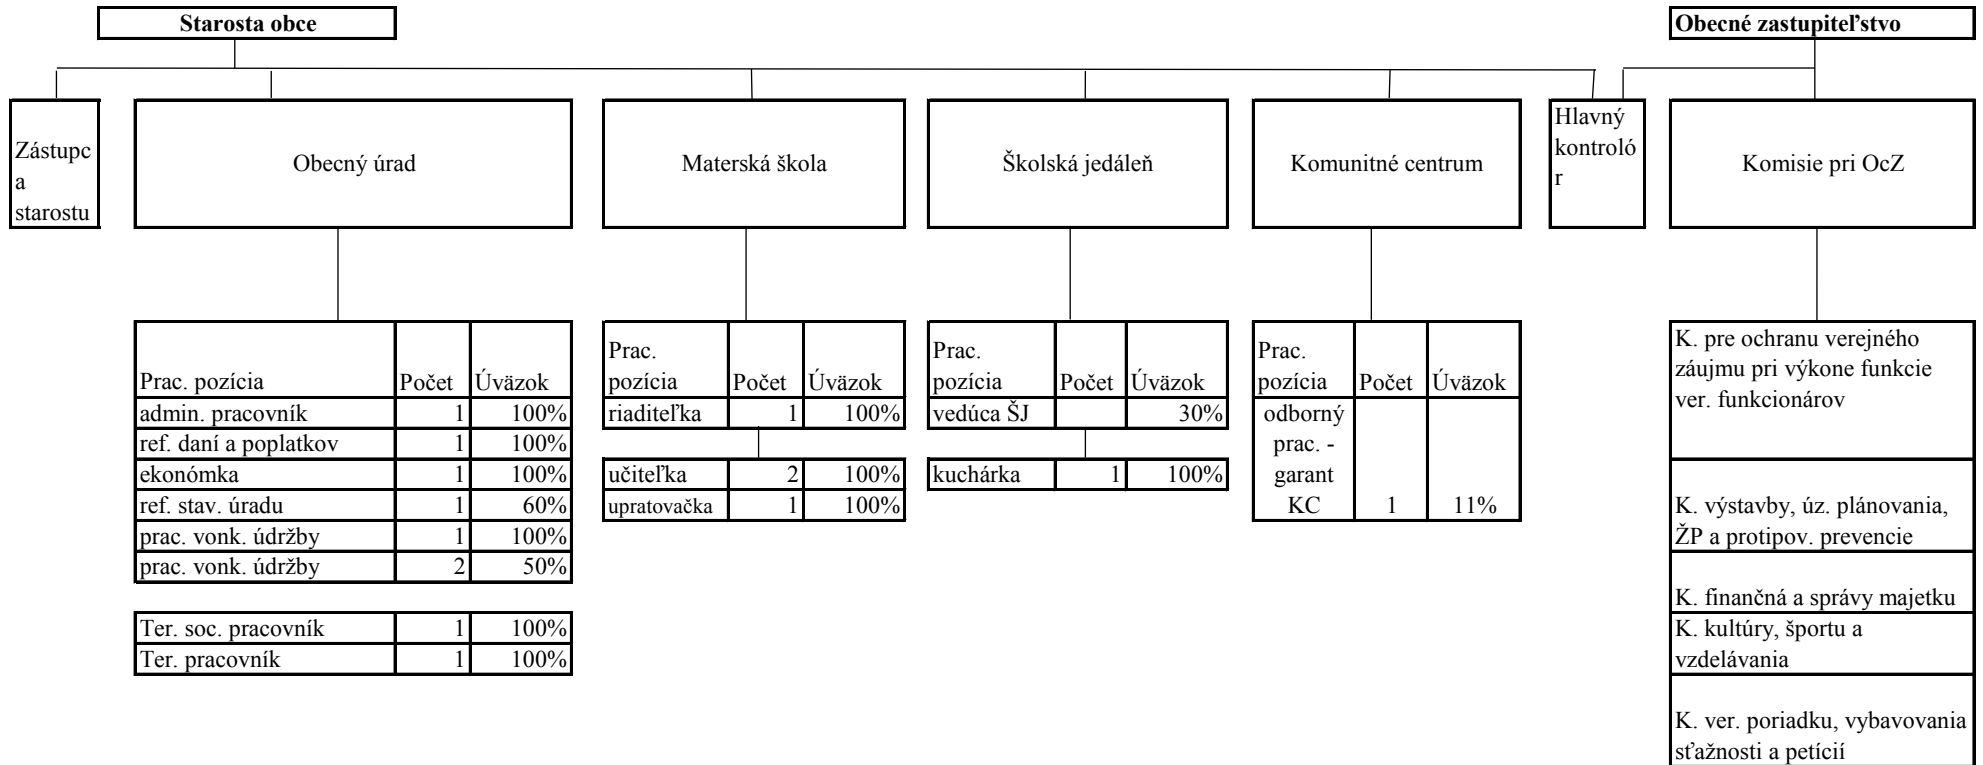 Starosta obce
Obecné zastupiteľstvo
Zástupc
a
starostu
Obecný úrad
Materská škola
Školská jedáleň
Komunitné centrum
Hlavný
kontroló
r
Komisie pri OcZ
Prac. pozícia Počet Úväzok
admin. pracovník 1 100%
ref. daní a poplatkov 1 100%
ekonómka 1 100%
ref. stav. úradu 1 60%
prac. vonk. údržby 1 100%
prac. vonk. údržby 2 50%
Ter. soc. pracovník 1 100%
Ter. pracovník 1 100%
Prac.
pozícia Počet Úväzok
riaditeľka 1 100%
učiteľka 2 100%
upratovačka 1 100%
Prac.
pozícia Počet Úväzok
vedúca ŠJ 30%
kuchárka 1 100%
Prac.
pozícia Počet Úväzok
odborný
prac. -
garant
KC 1 11%
K. pre ochranu verejného
záujmu pri výkone funkcie
ver. funkcionárov
K. výstavby, úz. plánovania,
ŽP a protipov. prevencie
K. finančná a správy majetku
K. kultúry, športu a
vzdelávania
K. ver. poriadku, vybavovania
sťažnosti a petícií